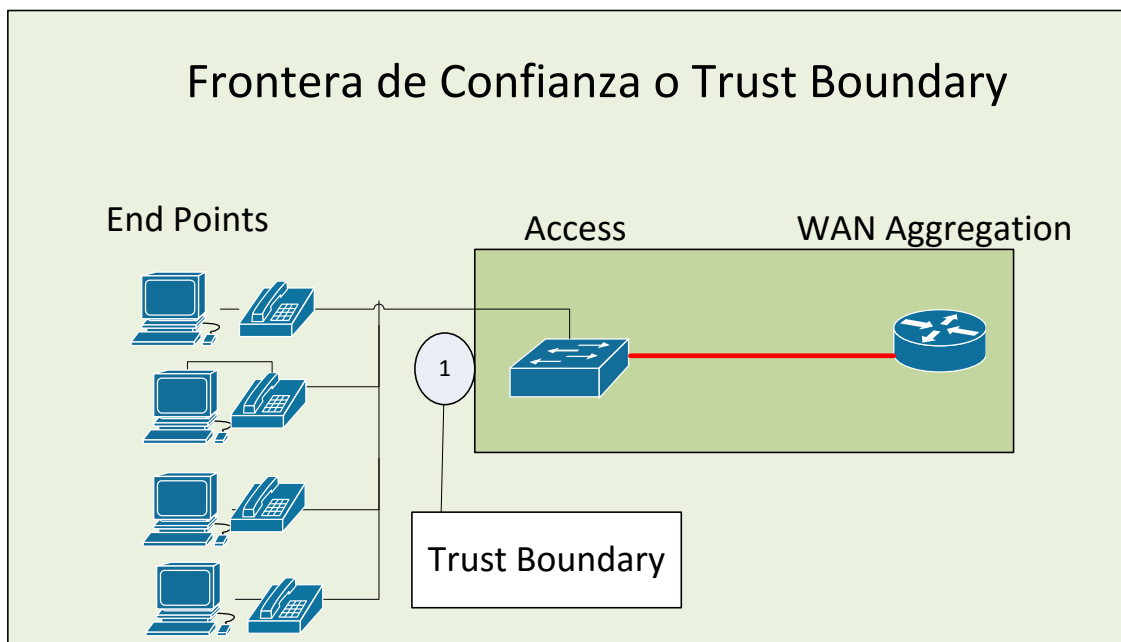 Frontera de Confianza o Trust Boundary
End Points
Access
WAN Aggregation
1
Trust Boundary